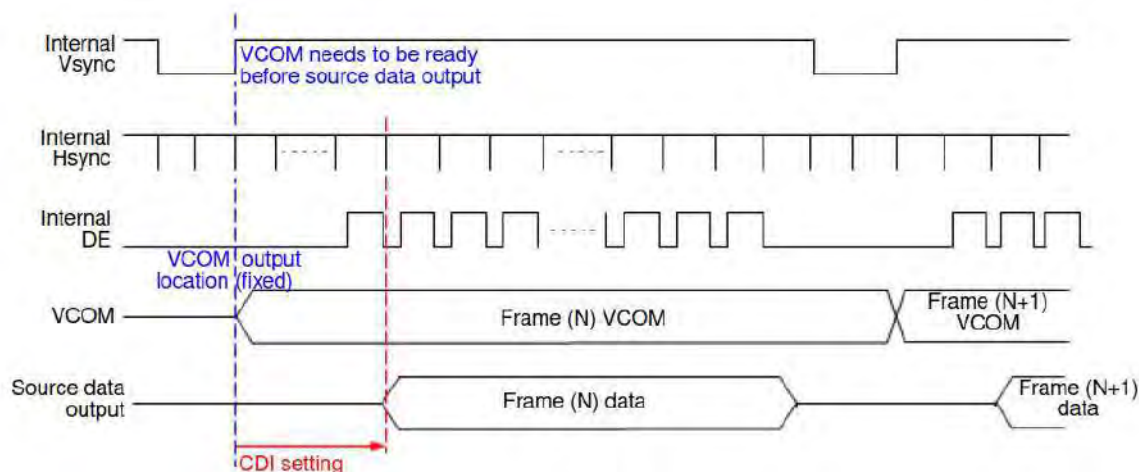 Internal
Vsync
VCOM needs to be ready
before source data output
Internal
Hsync
Internal
DE
VCOM output
location (fixed)
VCOM
Frame (N) VCOM
Frame (N+1)
VCOM
Source data
output
Frame (N) data
Frame (N+1)
data
CDI setting